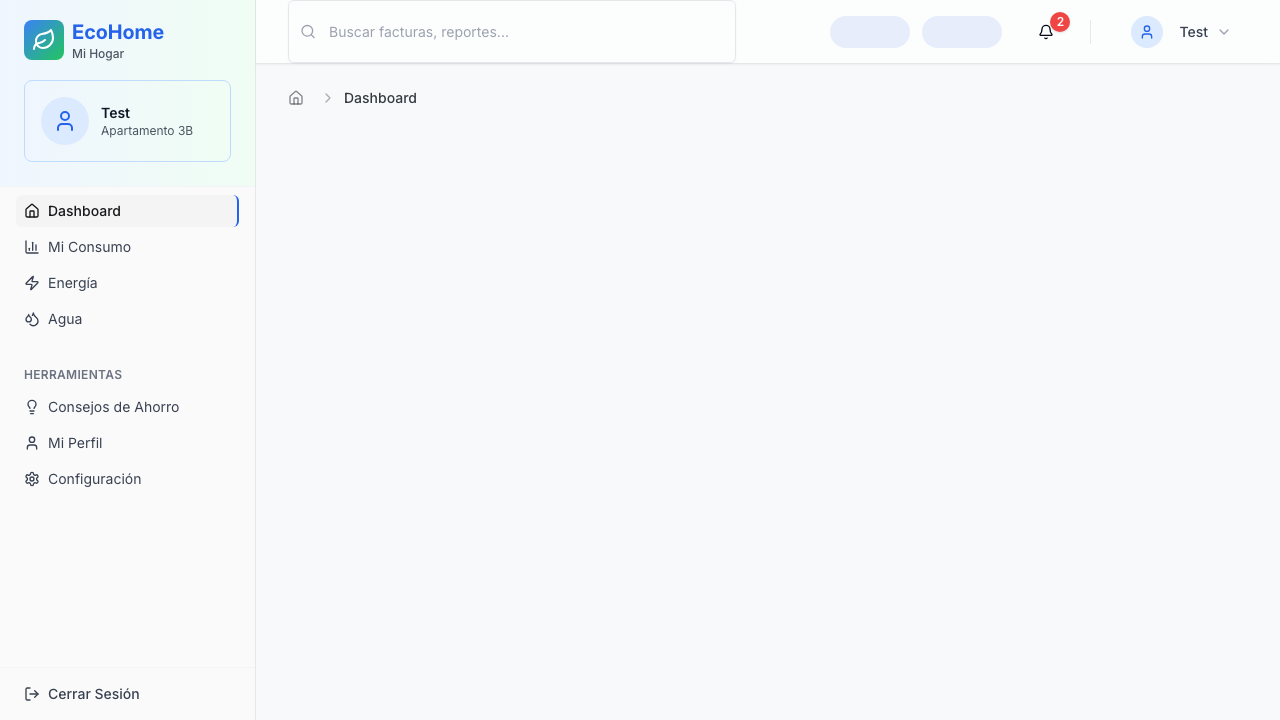 EcoHome
Mi Hogar
Test
Apartamento 3B
Dashboard
Mi Consumo
Energía
Agua
HERRAMIENTAS
Consejos de Ahorro
Mi Perfil
Configuración
Cerrar Sesión
Buscar facturas, reportes...
2
Test
Dashboard